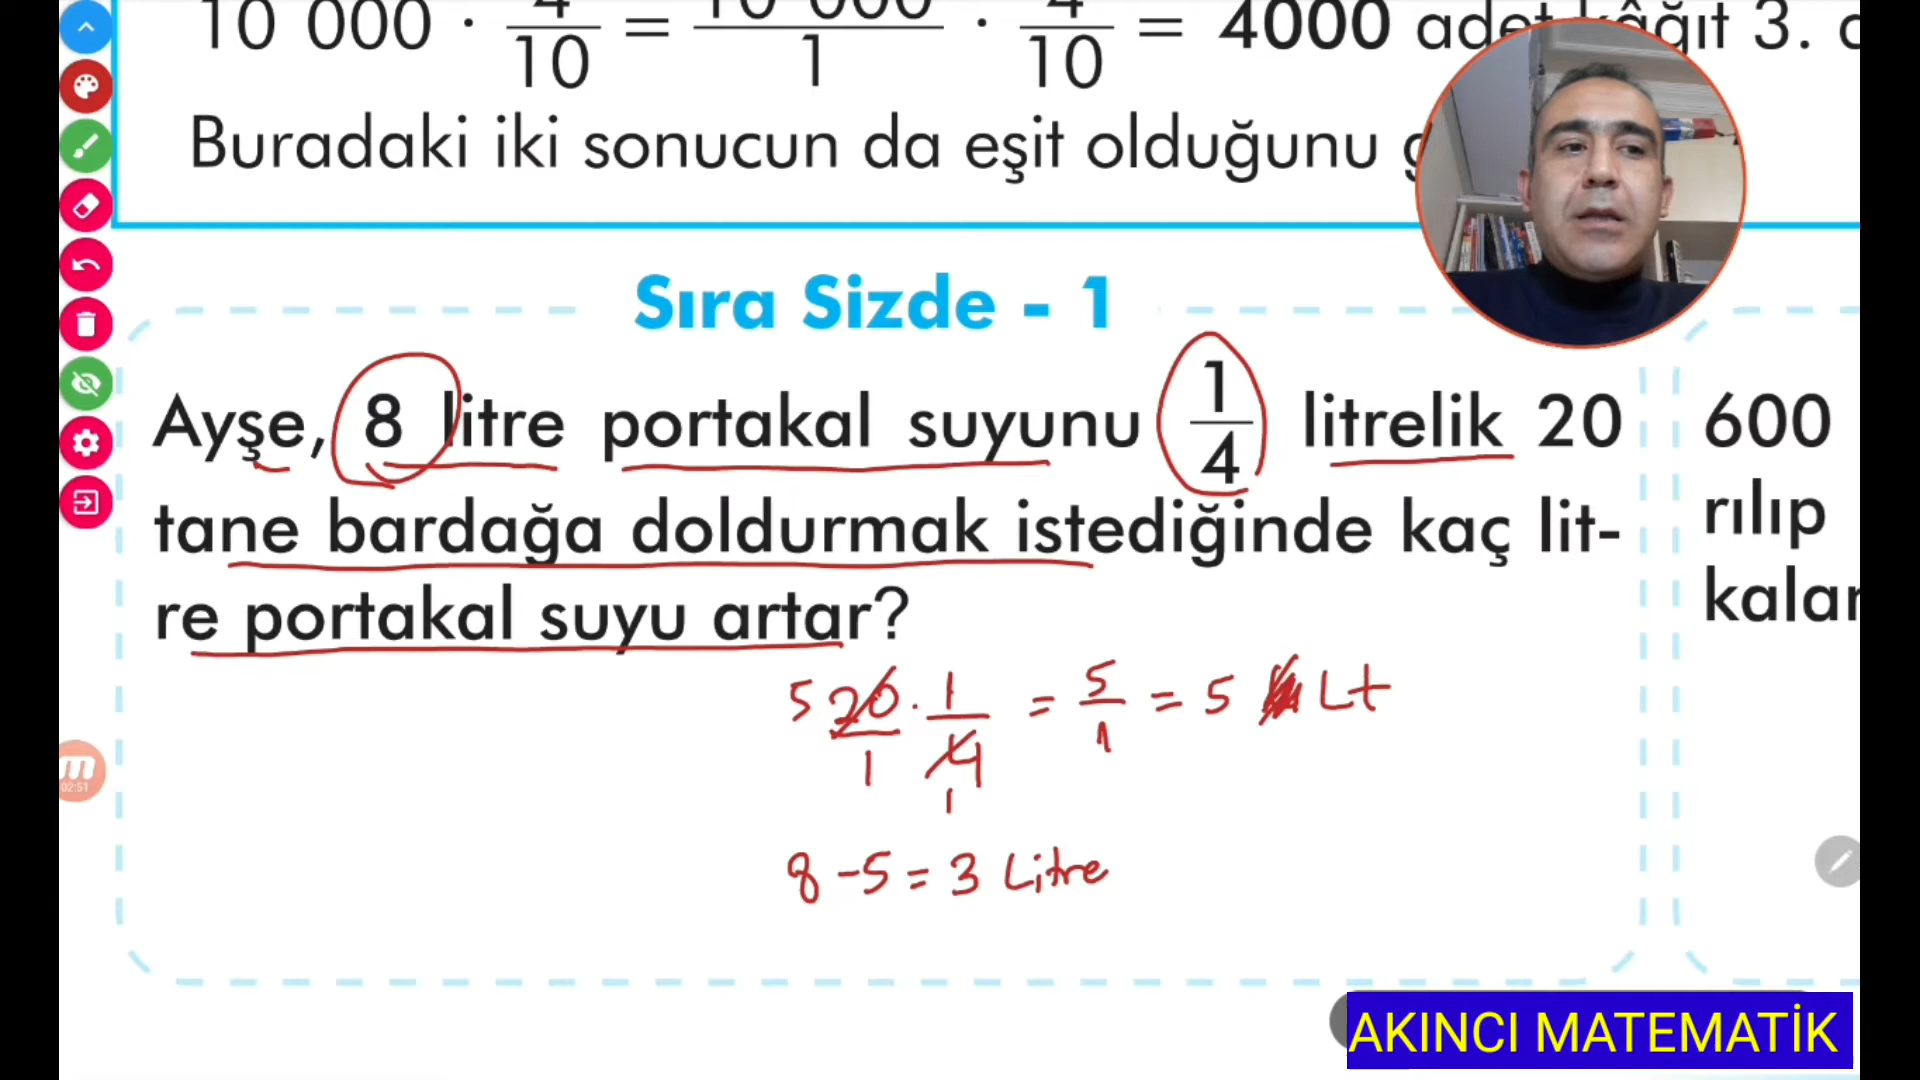 10 000 · 4/10 = 10 000/1 · 4/10 = 4000 adet kâğıt 3.
Buradaki iki sonucun da eşit olduğunu
Sıra Sizde - 1
Ayşe, 8 litre portakal suyunu 1/4 litrelik 20
tane bardağa doldurmak istediğinde kaç lit-
re portakal suyu artar?
5 20/1 · 1/4 1 = 5/1 = 5 Lt
8 - 5 = 3 Litre
600
rılıp
kalan
m
02:51
AKINCI MATEMATİK